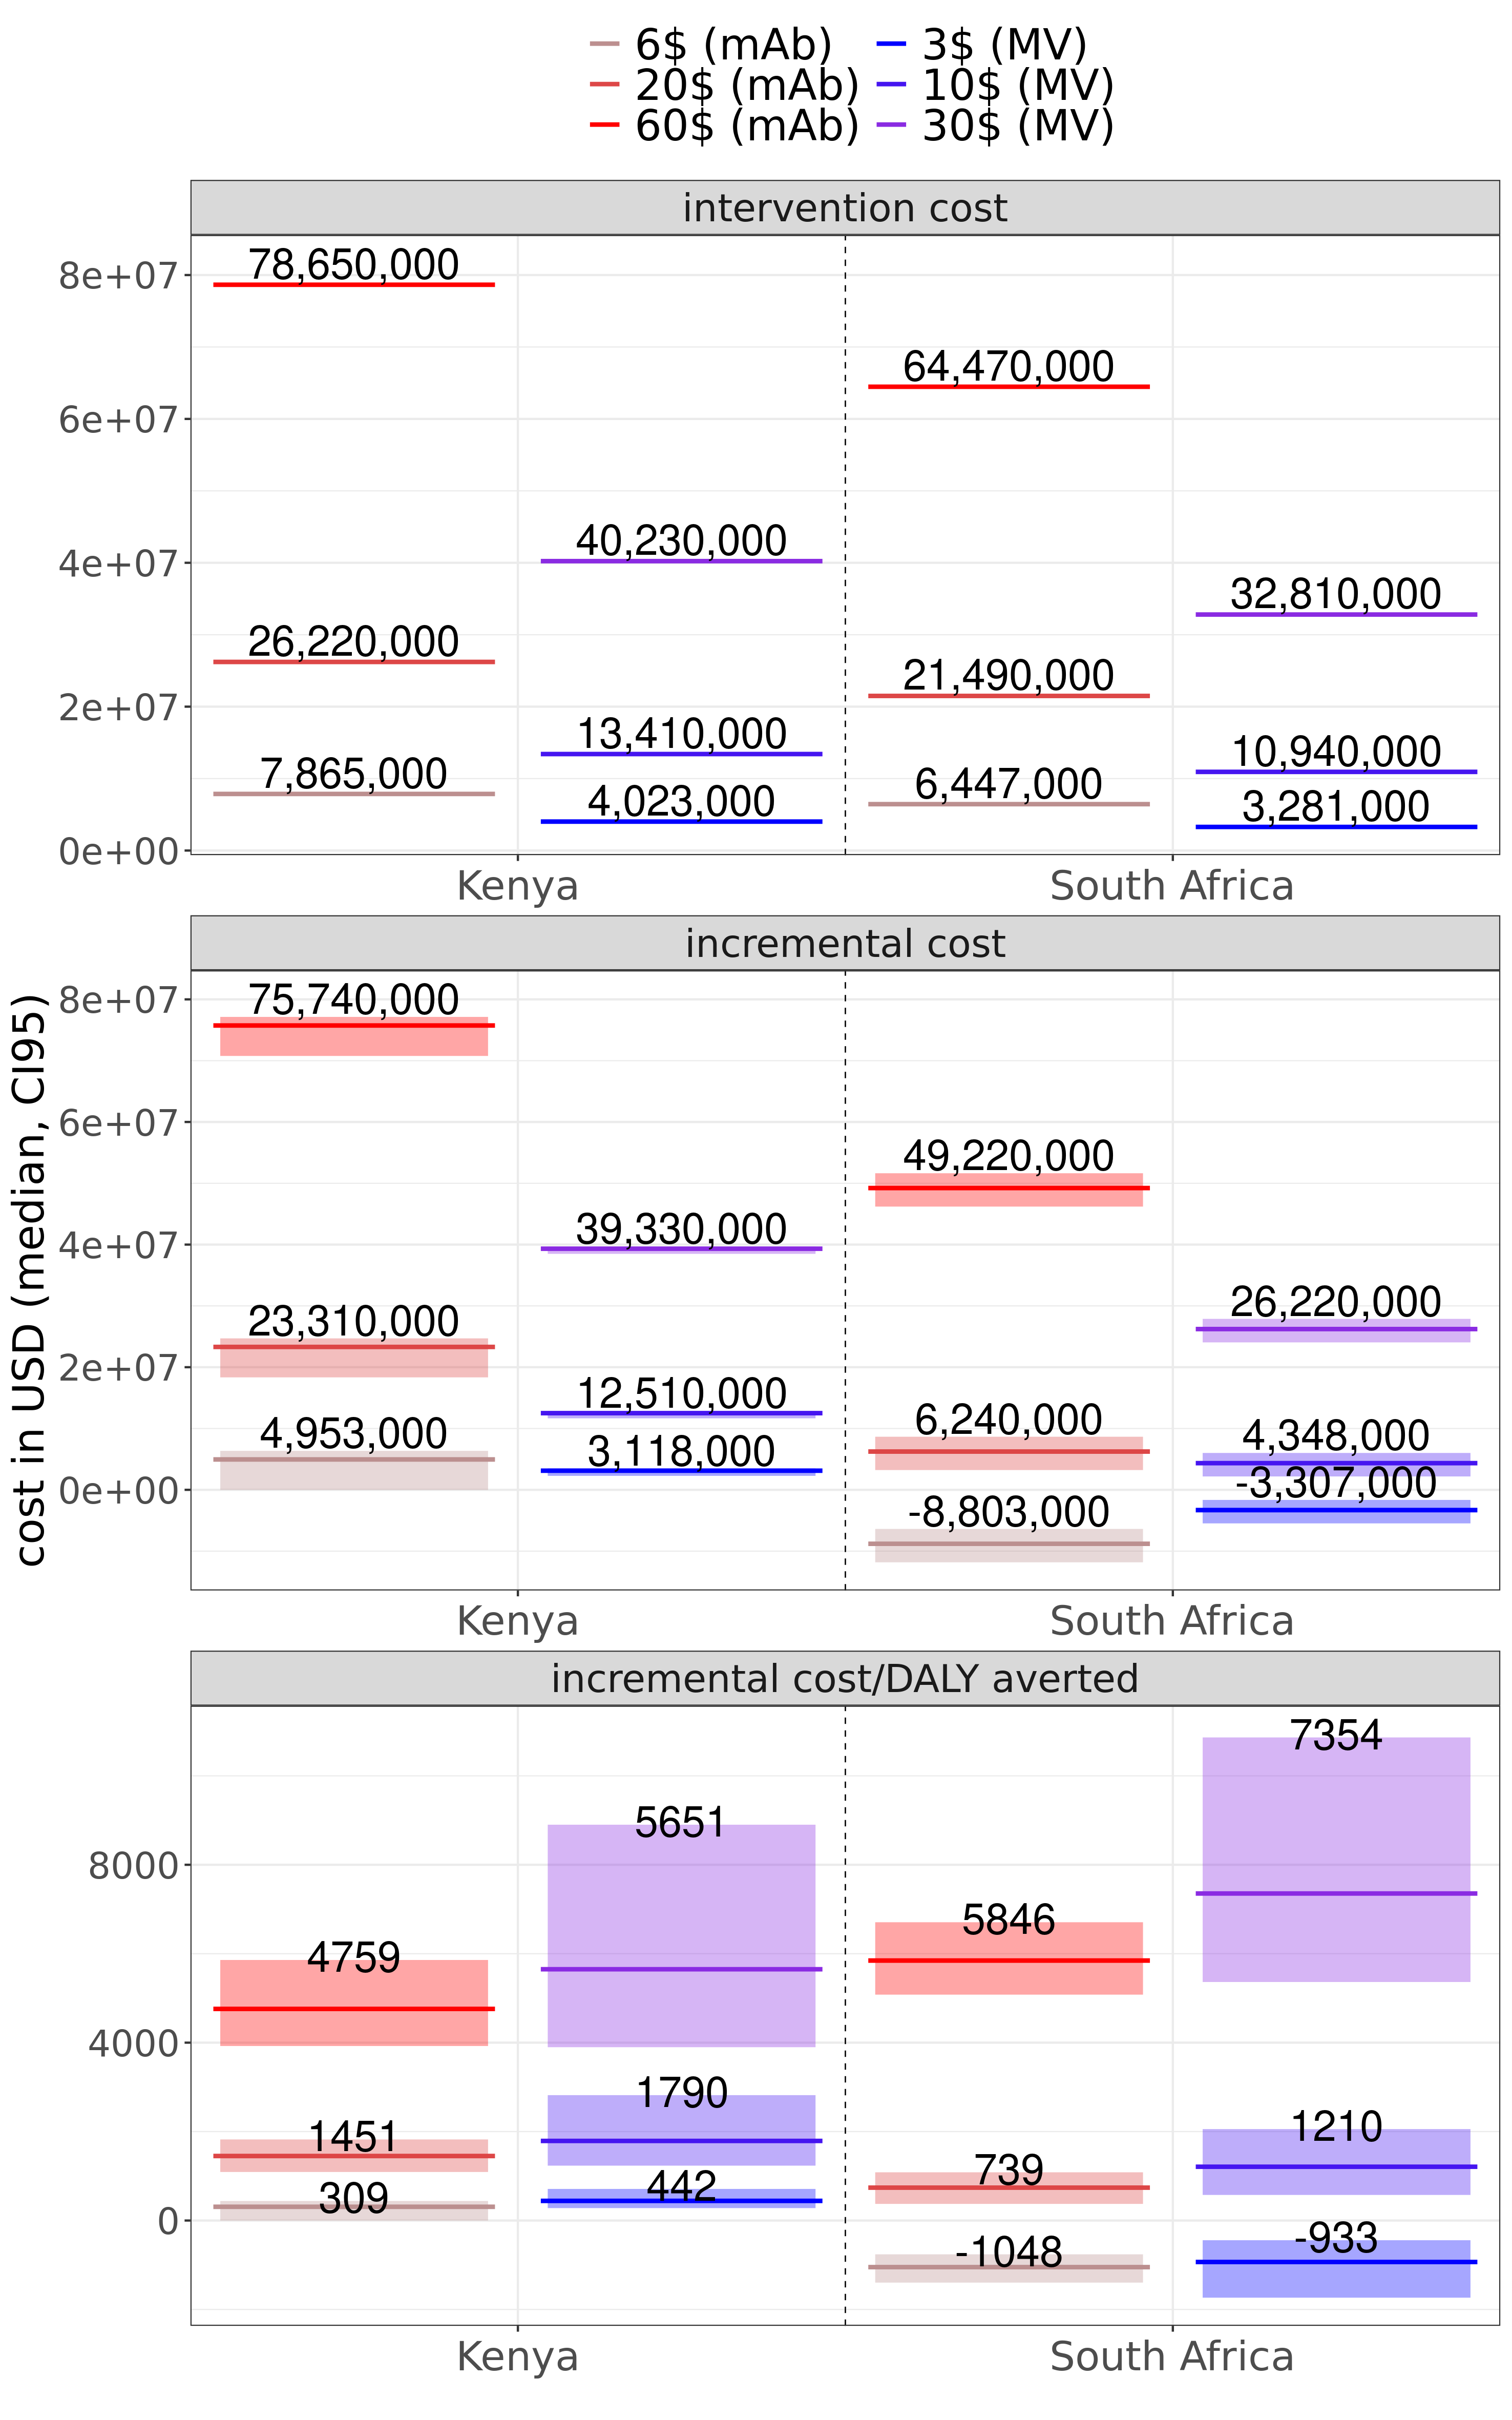 6$ (mAb) 3$ (MV)
20$ (mAb) 10$ (MV)
60$ (mAb) 30$ (MV)
cost in USD (median, CI95)
intervention cost
8e+07
6e+07
4e+07
2e+07
0e+00
78,650,000
26,220,000
7,865,000
40,230,000
13,410,000
4,023,000
64,470,000
21,490,000
6,447,000
32,810,000
10,940,000
3,281,000
Kenya South Africa
incremental cost
8e+07
6e+07
4e+07
2e+07
0e+00
75,740,000
23,310,000
4,953,000
39,330,000
12,510,000
3,118,000
49,220,000
6,240,000
-8,803,000
26,220,000
4,348,000
-3,307,000
Kenya South Africa
incremental cost/DALY averted
8000
4000
0
4759
1451
309
5651
1790
442
5846
739
-1048
7354
1210
-933
Kenya South Africa